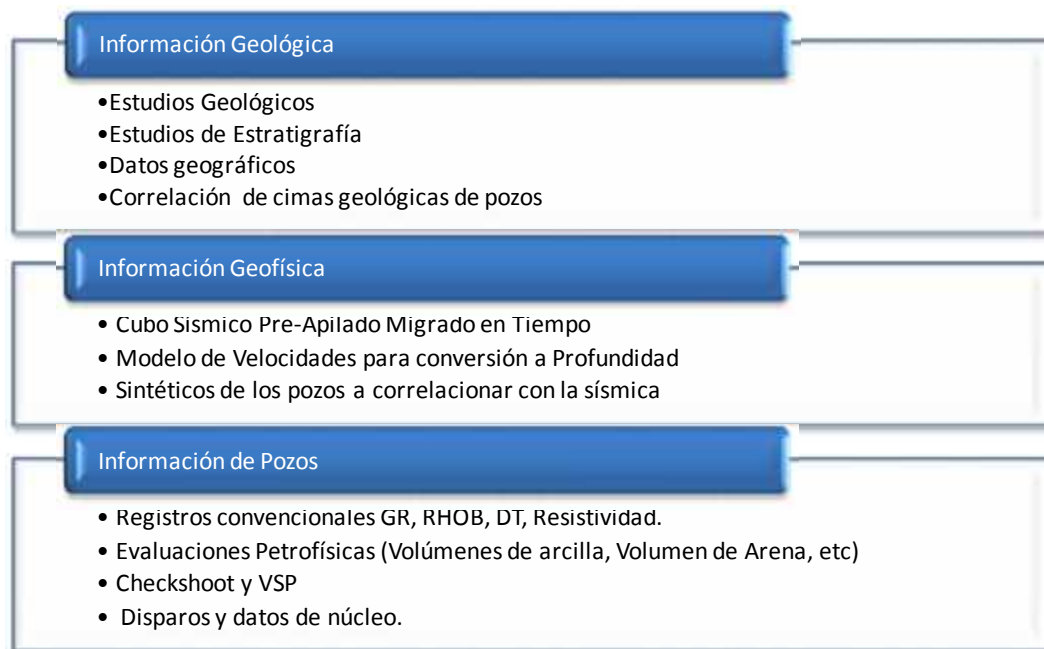 Información Geológica
•Estudios Geológicos
•Estudios de Estratigrafía
•Datos geográficos
•Correlación de cimas geológicas de pozos
Información Geofísica
• Cubo Sísmico Pre-Apilado Migrado en Tiempo
• Modelo de Velocidades para conversión a Profundidad
• Sintéticos de los pozos a correlacionar con la sísmica
Información de Pozos
• Registros convencionales GR, RHOB, DT, Resistividad.
• Evaluaciones Petrofísicas (Volúmenes de arcilla, Volumen de Arena, etc)
• Checkshoot y VSP
• Disparos y datos de núcleo.